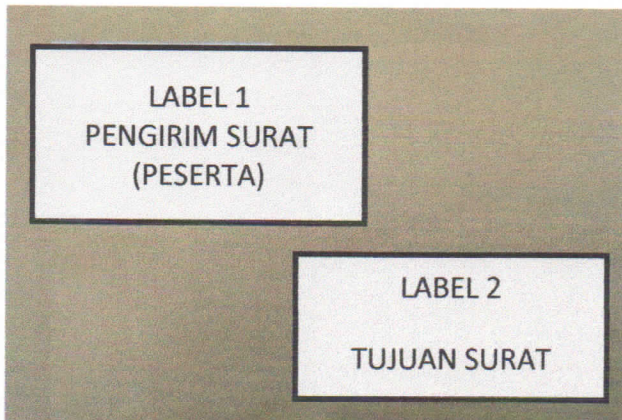 LABEL 1
PENGIRIM SURAT
(PESERTA)
LABEL 2
TUJUAN SURAT